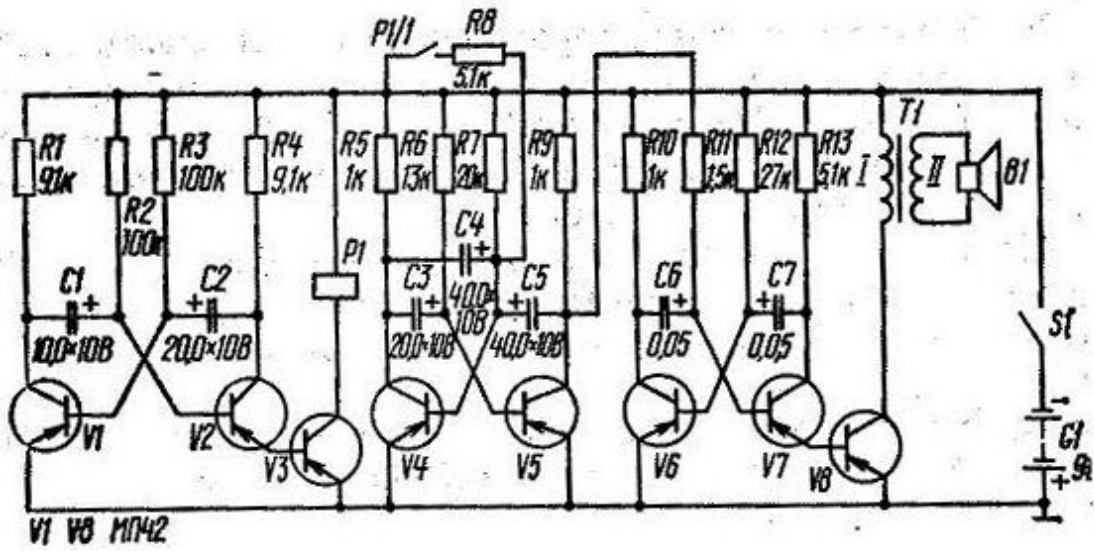 P1/1
R8
5,1к
T1
R1
9,1к
R3
100к
R4
9,1к
R5
1к
R6
13к
R7
20к
R9
1к
R10
1к
R11
1,5к
R12
27к
R13
5,1к
I
II
B1
R2
P1
C4
40,0×
10В
C1
10,0×10В
C2
20,0×10В
C3
20,0×10В
C5
40,0×10В
C6
0,05
C7
0,05
S1
V1
V2
V3
V4
V5
V6
V7
V8
G1
V1 V8 МП42